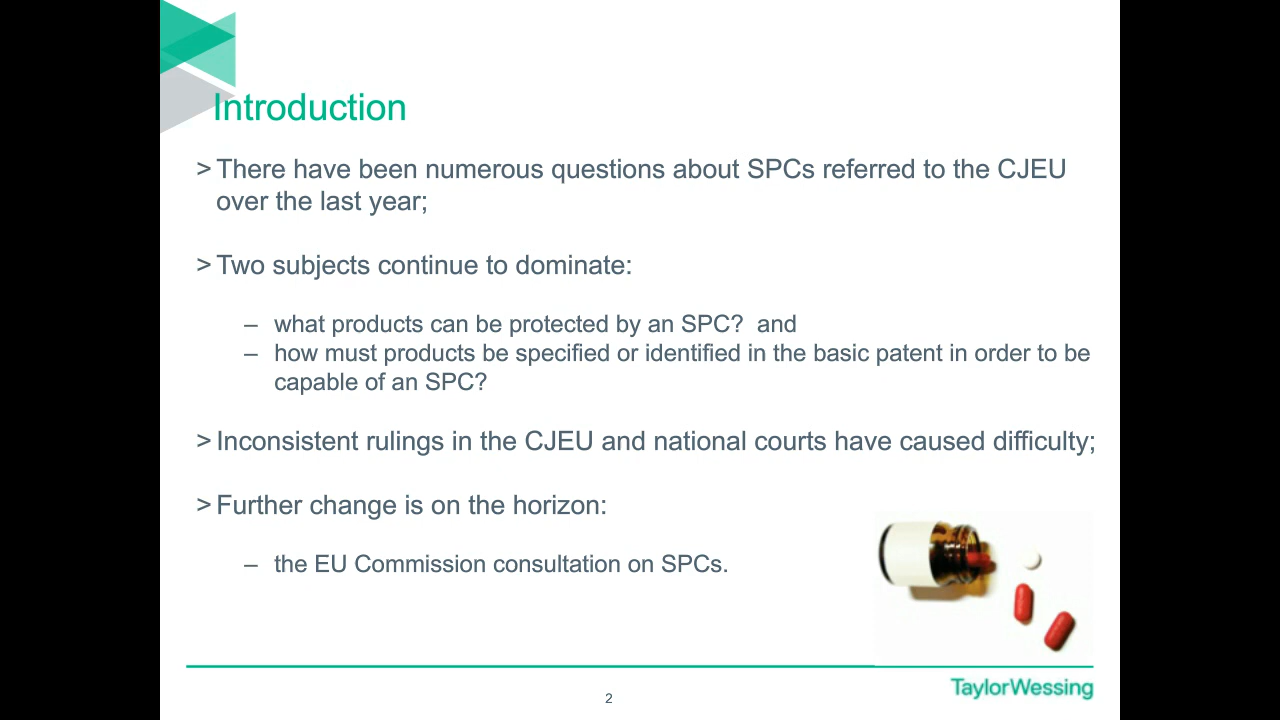 Introduction
> There have been numerous questions about SPCs referred to the CJEU
over the last year;
> Two subjects continue to dominate:
– what products can be protected by an SPC?  and
– how must products be specified or identified in the basic patent in order to be
capable of an SPC?
> Inconsistent rulings in the CJEU and national courts have caused difficulty;
> Further change is on the horizon:
– the EU Commission consultation on SPCs.
2
TaylorWessing